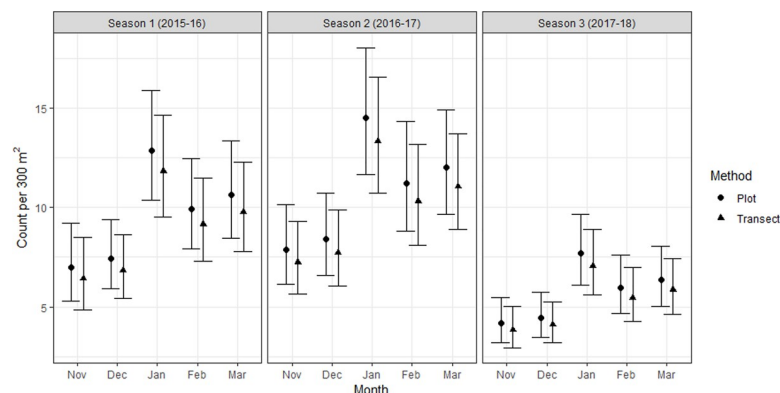 Season 1 (2015-16) Season 2 (2016-17) Season 3 (2017-18)
Count per 300 m²
15
10
5
Nov Dec Jan Feb Mar Nov Dec Jan Feb Mar Nov Dec Jan Feb Mar
Month
Method
Plot
Transect